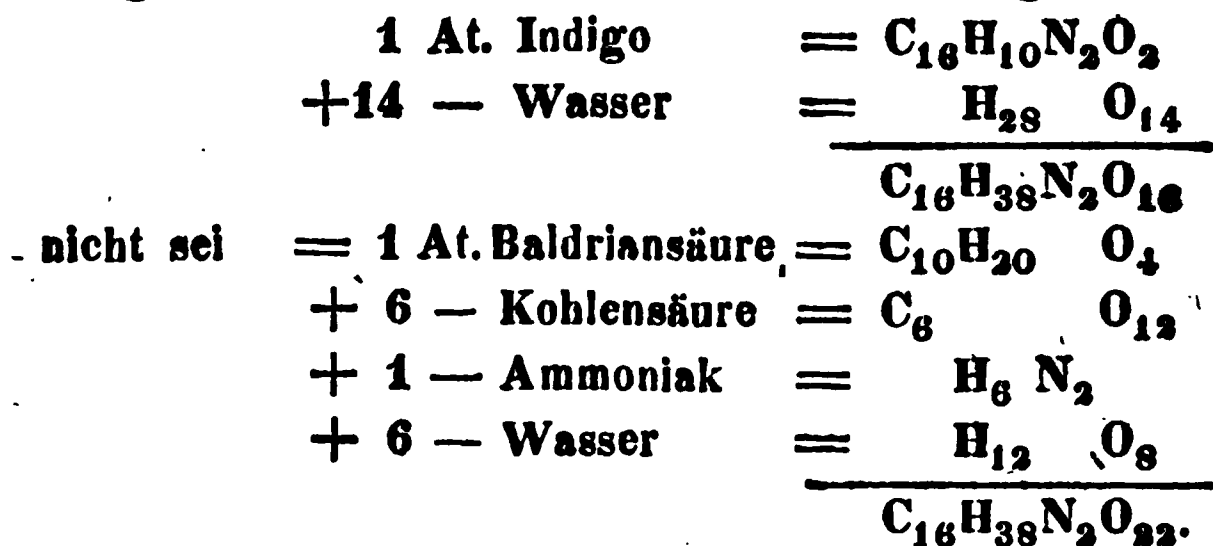 1 At. Indigo = C₁₆H₁₀N₂O₂
+14 — Wasser = H₂₈ O₁₄
C₁₆H₃₈N₂O₁₆
nicht sei = 1 At. Baldriansäure = C₁₀H₂₀ O₄
+ 6 — Kohlensäure = C₆ O₁₂
+ 1 — Ammoniak = H₆ N₂
+ 6 — Wasser = H₁₂ O₈
C₁₆H₃₈N₂O₂₂.